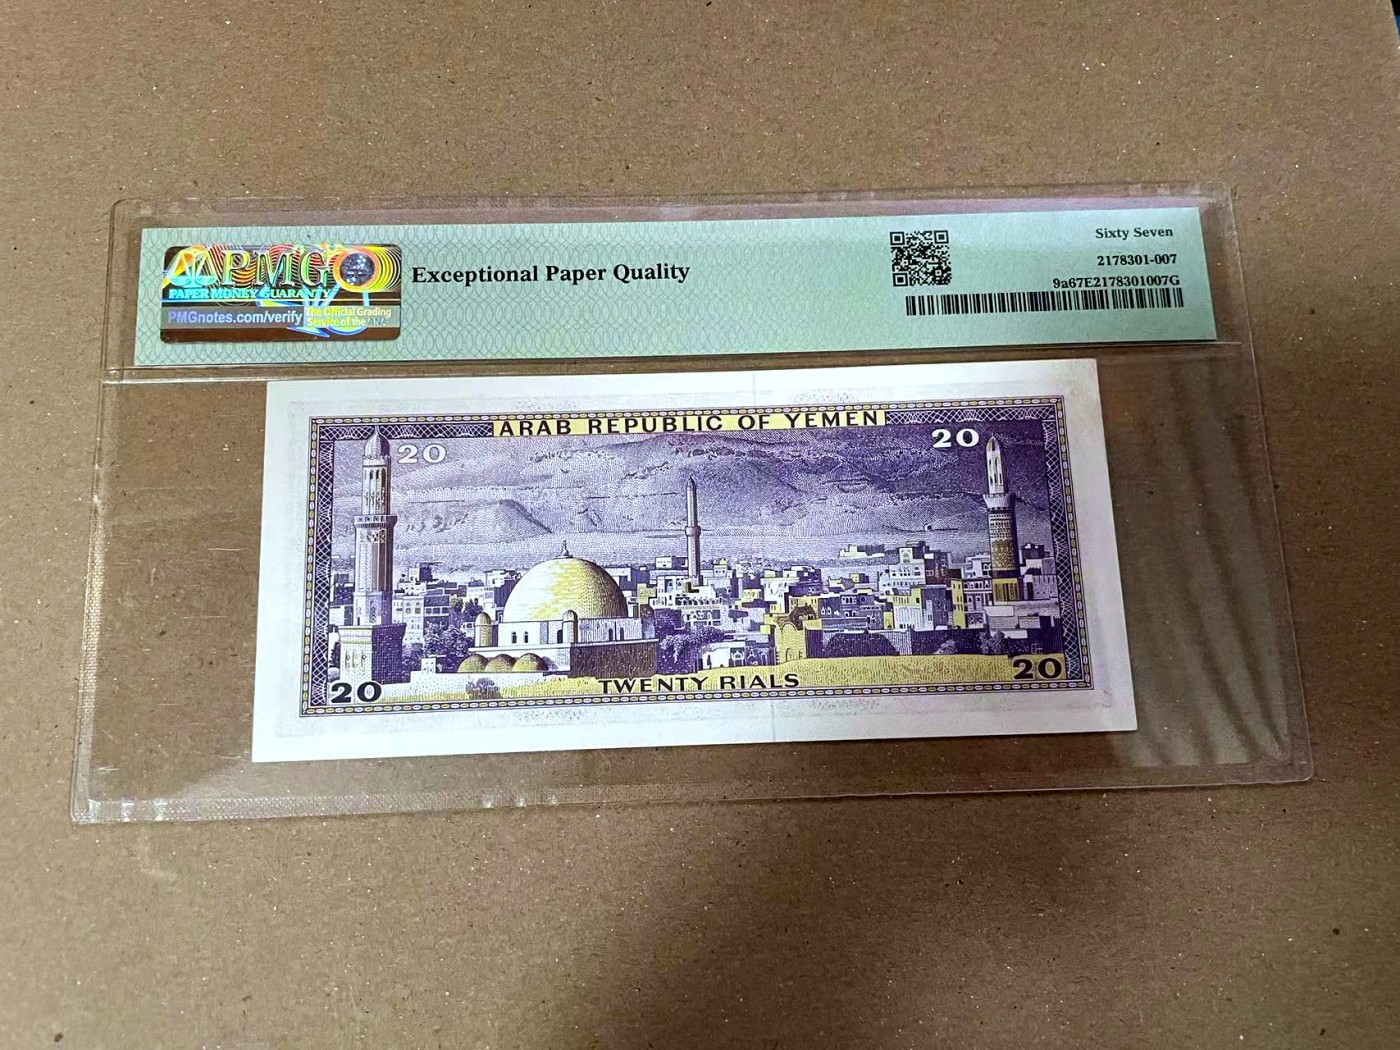 PMG
PAPER MONEY GUARANTY
PMGnotes.com/verify
The Official Grading
Service of the ANA
Exceptional Paper Quality
Sixty Seven
2178301-007
9a67E2178301007G
ARAB REPUBLIC OF YEMEN
20
20
20
TWENTY RIALS
20